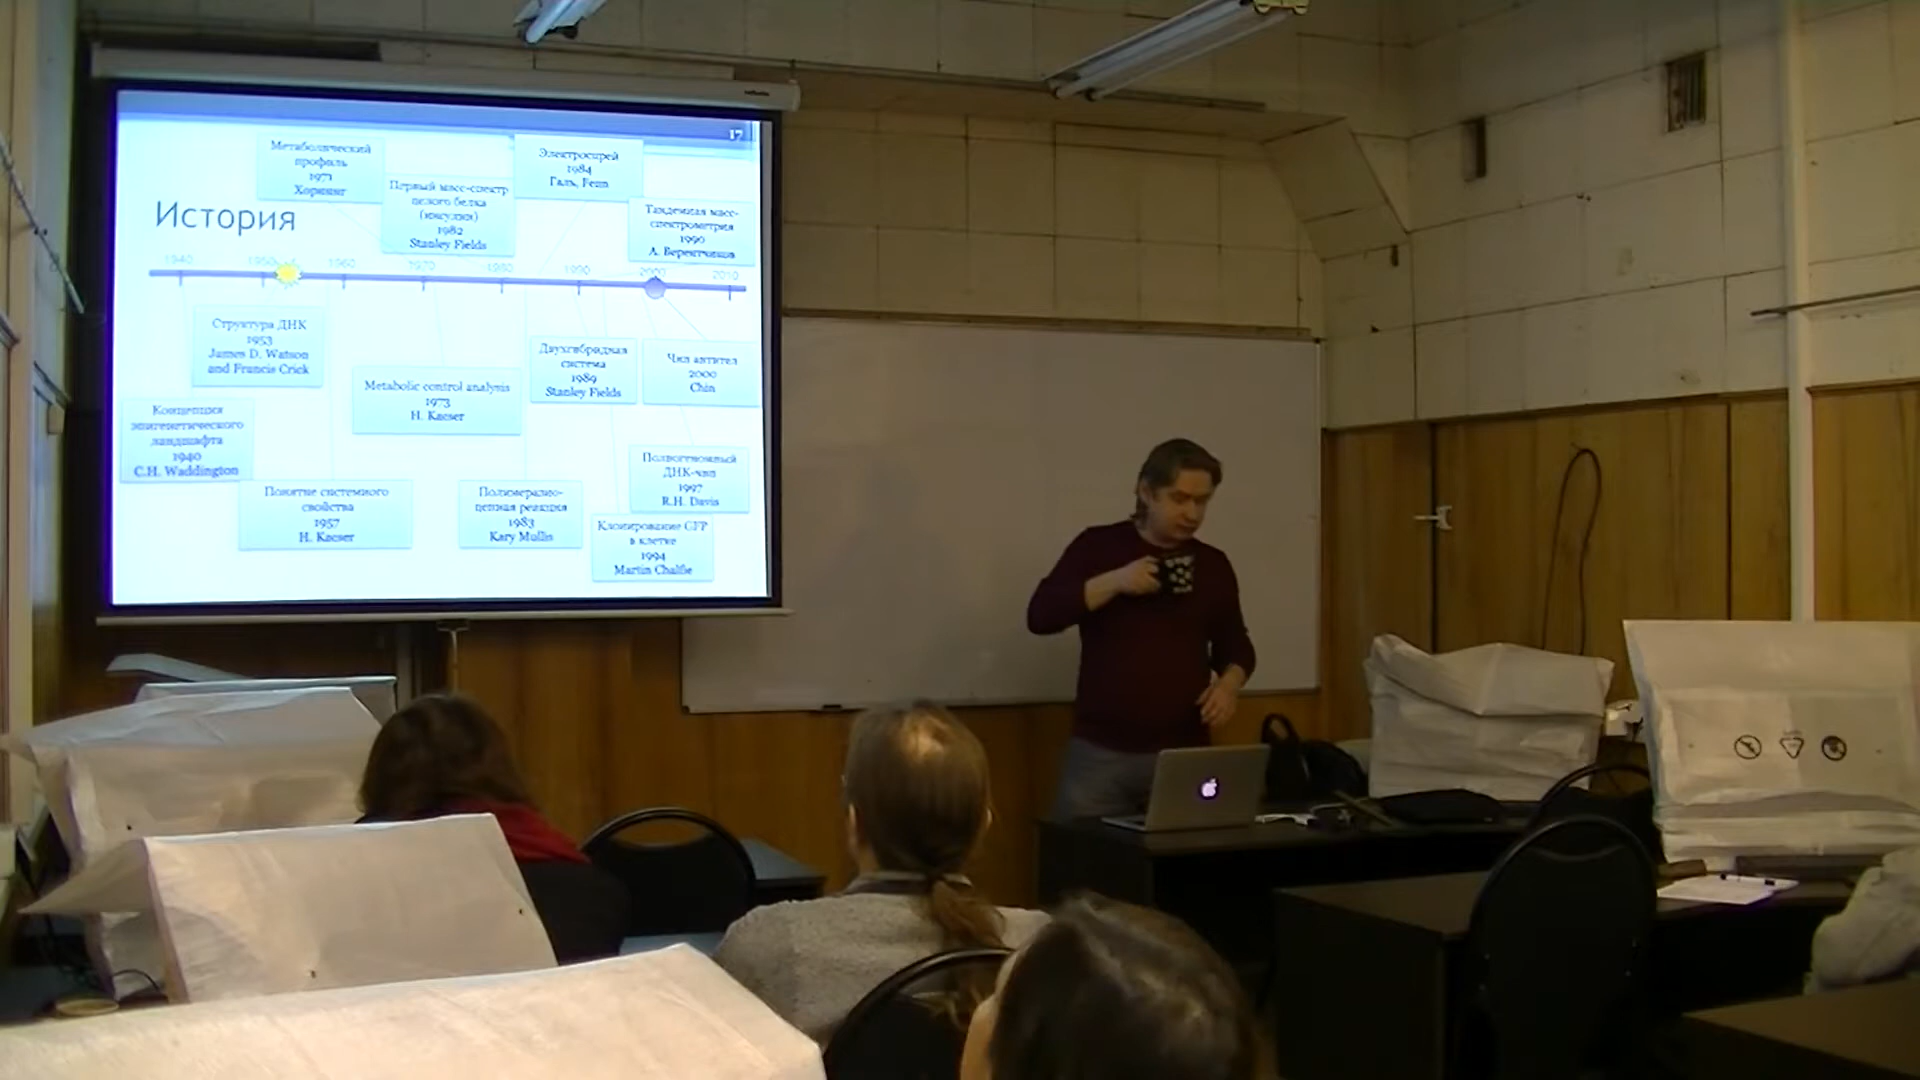 17
Метаболический
профиль
1971
Хорнинг
Первый масс-спектр
целого белка
(инсулин)
1982
Stanley Fields
Электроспрей
1984
Галь, Fenn
Тандемная масс-
спектрометрия
1990
А. Веренчиков
История
1940
1950
1960
1970
1980
1990
2000
2010
Структура ДНК
1953
James D. Watson
and Francis Crick
Metabolic control analysis
1973
H. Kacser
Двухгибридная
система
1989
Stanley Fields
Чип антител
2000
Chin
Концепция
эпигенетического
ландшафта
1940
C.H. Waddington
Понятие системного
свойства
1957
H. Kacser
Полимеразно-
цепная реакция
1983
Kary Mullis
Полногеномный
ДНК-чип
1997
R.H. Davis
Клонирование GFP
в клетке
1994
Martin Chalfie